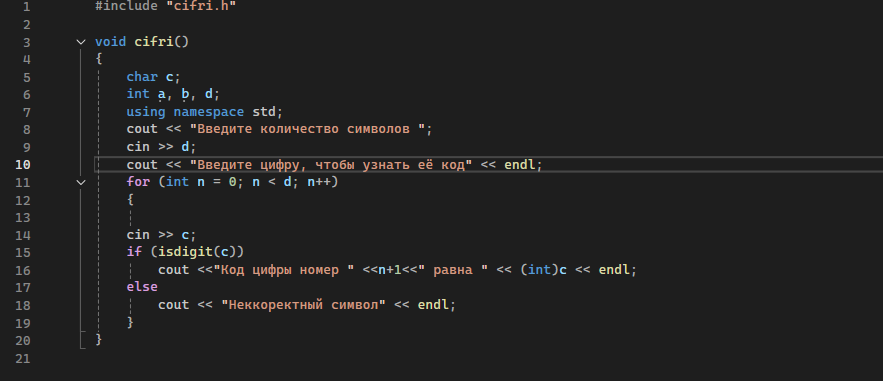 1 #include "cifri.h"
2
3 void cifri()
4 {
5 char c;
6 int a, b, d;
7 using namespace std;
8 cout << "Введите количество символов ";
9 cin >> d;
10 cout << "Введите цифру, чтобы узнать её код" << endl;
11 for (int n = 0; n < d; n++)
12 {
13
14 cin >> c;
15 if (isdigit(c))
16 cout <<"Код цифры номер " <<n+1<<" равна " << (int)c << endl;
17 else
18 cout << "Неккоректный символ" << endl;
19 }
20 }
21